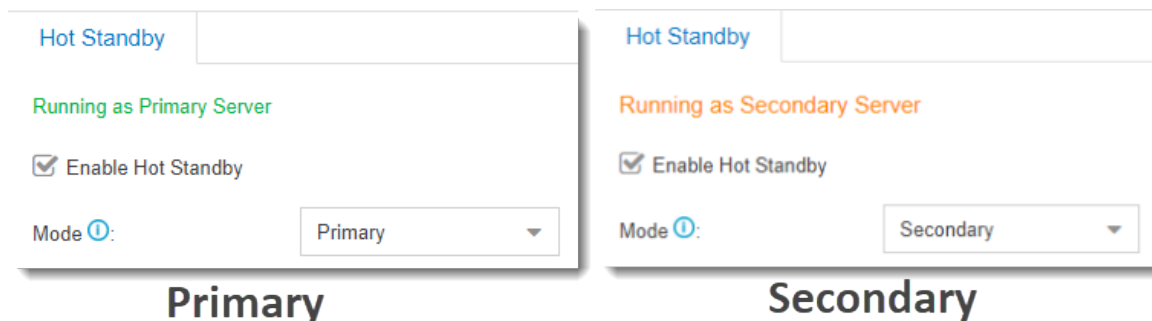 Hot Standby
Running as Primary Server
Enable Hot Standby
Mode :
Primary
Primary
Hot Standby
Running as Secondary Server
Enable Hot Standby
Mode :
Secondary
Secondary